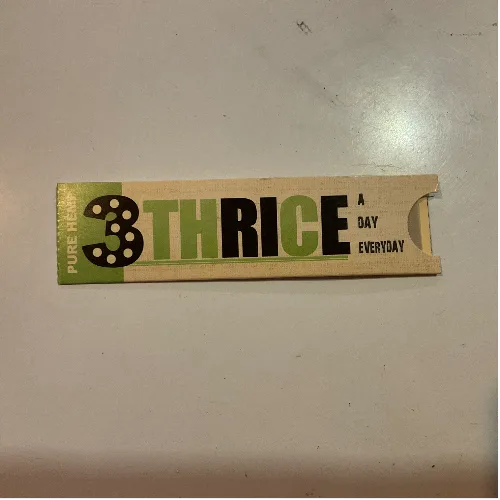 PURE HEMP
3THRICE
A
DAY
EVERYDAY